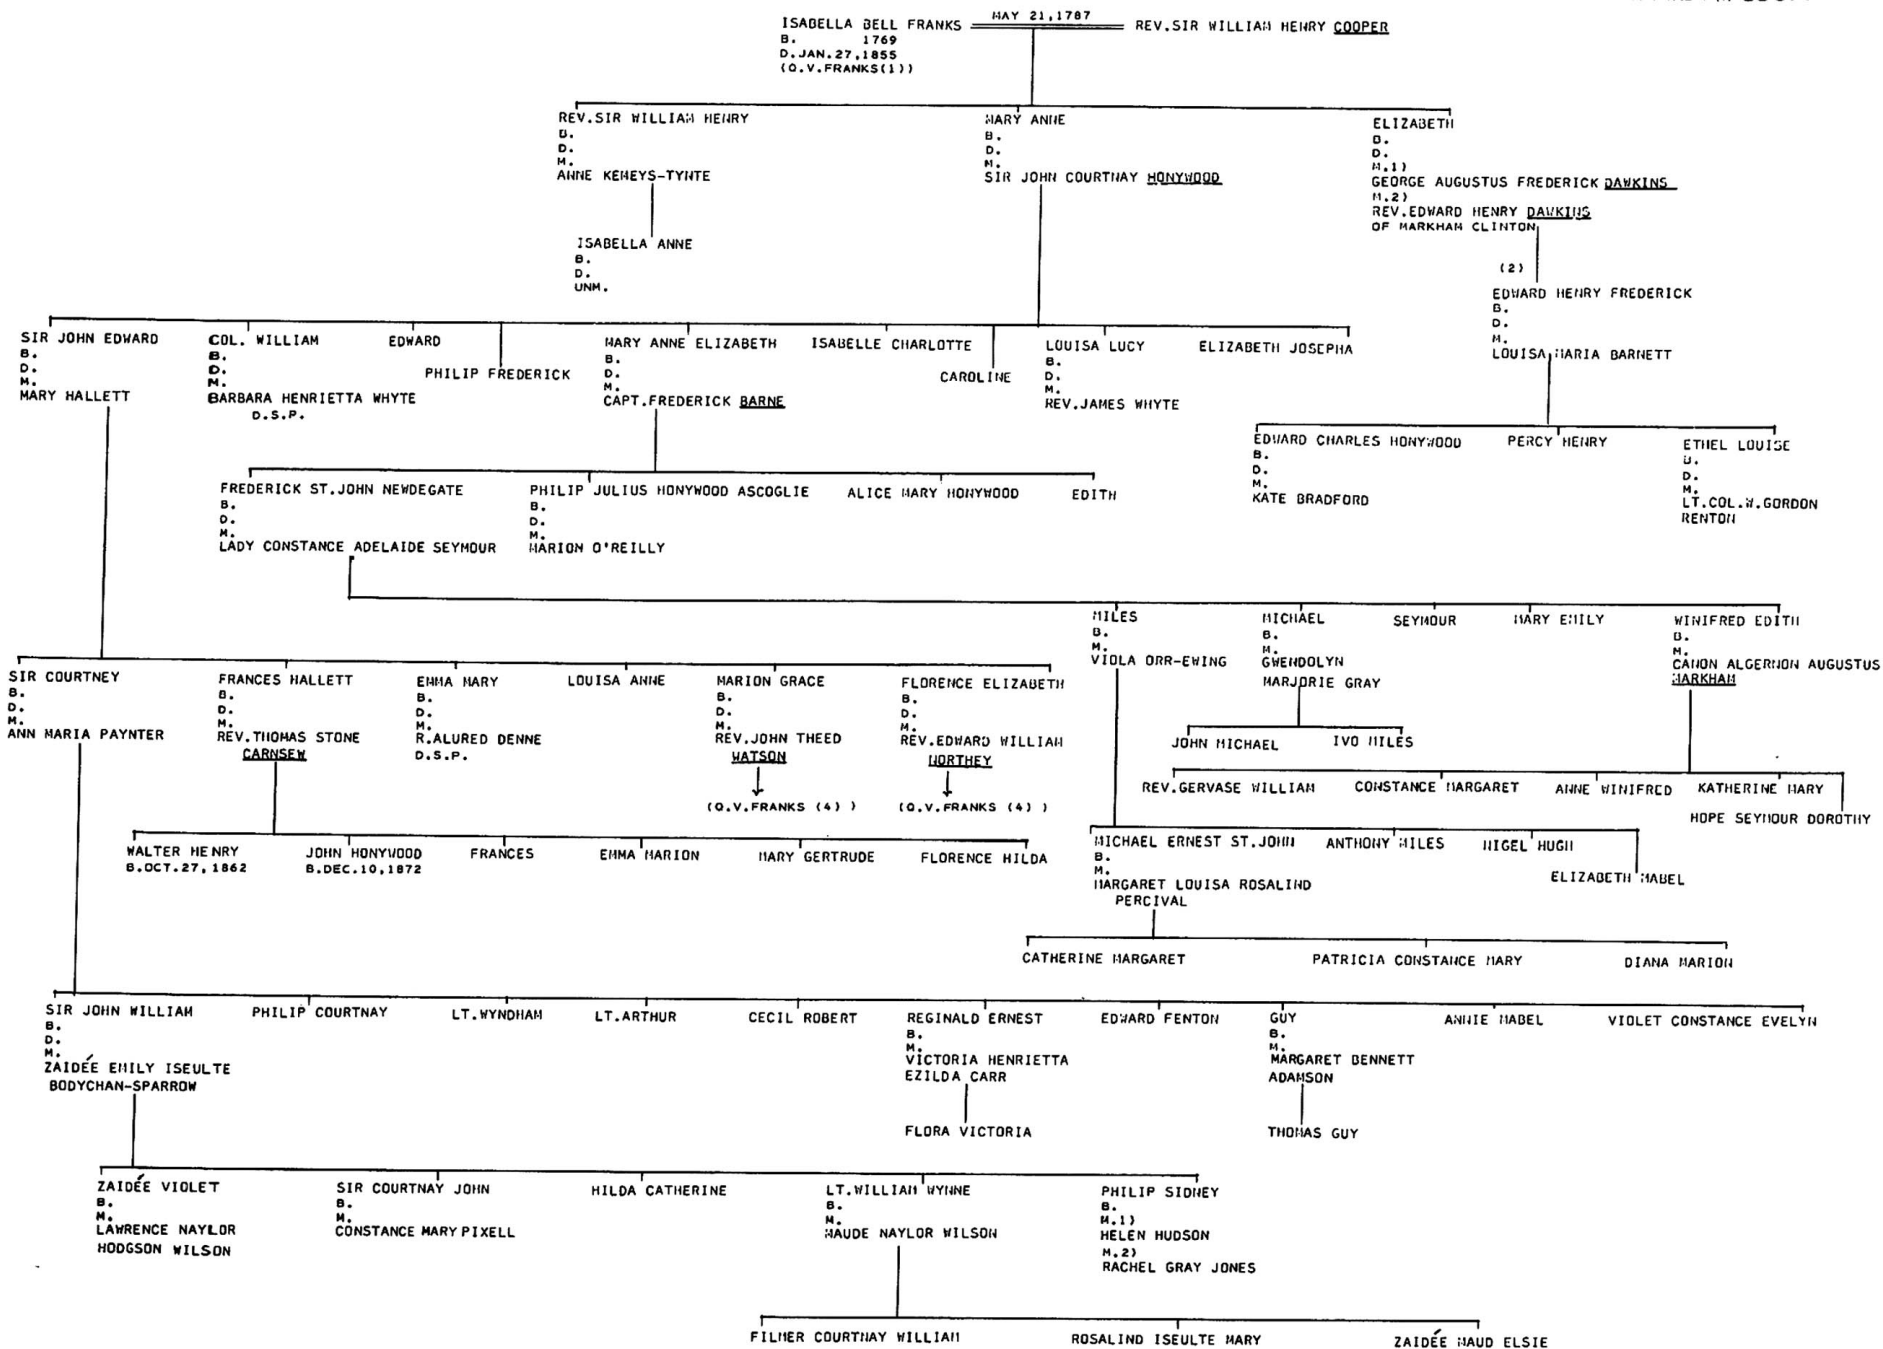 ISABELLA BELL FRANKS
MAY 21,1787
REV.SIR WILLIAM HENRY COOPER
B. 1769
D.JAN.27,1855
(Q.V.FRANKS(1))
REV.SIR WILLIAM HENRY
B.
D.
M.
ANNE KEMEYS-TYNTE
MARY ANNE
B.
D.
M.
SIR JOHN COURTNAY HONYWOOD
ELIZABETH
B.
D.
M.1)
GEORGE AUGUSTUS FREDERICK DAWKINS
M.2)
REV.EDWARD HENRY DAWKINS
OF MARKHAM CLINTON
ISABELLA ANNE
B.
D.
UNM.
(2)
EDWARD HENRY FREDERICK
B.
D.
M.
LOUISA MARIA BARNETT
SIR JOHN EDWARD
B.
D.
M.
MARY HALLETT
COL. WILLIAM
B.
D.
M.
BARBARA HENRIETTA WHYTE
D.S.P.
EDWARD
PHILIP FREDERICK
MARY ANNE ELIZABETH
B.
D.
M.
CAPT.FREDERICK BARNE
ISABELLE CHARLOTTE
CAROLINE
LOUISA LUCY
B.
D.
M.
REV.JAMES WHYTE
ELIZABETH JOSEPHA
EDWARD CHARLES HONYWOOD
B.
D.
M.
KATE BRADFORD
PERCY HENRY
ETHEL LOUISE
B.
D.
M.
LT.COL.W.GORDON
RENTON
FREDERICK ST.JOHN NEWDEGATE
B.
D.
M.
LADY CONSTANCE ADELAIDE SEYMOUR
PHILIP JULIUS HONYWOOD ASCOGLIE
B.
D.
M.
MARION O'REILLY
ALICE MARY HONYWOOD
EDITH
MILES
B.
M.
VIOLA ORR-EWING
MICHAEL
B.
M.
GWENDOLYN
MARJORIE GRAY
SEYMOUR
MARY EMILY
WINIFRED EDITH
B.
M.
CANON ALGERNON AUGUSTUS
MARKHAM
SIR COURTNEY
B.
D.
M.
ANN MARIA PAYNTER
FRANCES HALLETT
B.
D.
M.
REV.THOMAS STONE
CARNSEW
EMMA MARY
B.
D.
M.
R.ALURED DENNE
D.S.P.
LOUISA ANNE
MARION GRACE
B.
D.
M.
REV.JOHN THEED
WATSON
(Q.V.FRANKS (4) )
FLORENCE ELIZABETH
B.
D.
M.
REV.EDWARD WILLIAM
NORTHEY
(Q.V.FRANKS (4) )
JOHN MICHAEL
IVO MILES
REV.GERVASE WILLIAM
CONSTANCE MARGARET
ANNE WINIFRED
KATHERINE MARY
HOPE SEYMOUR DOROTHY
WALTER HENRY
B.OCT.27,1862
JOHN HONYWOOD
B.DEC.10,1872
FRANCES
EMMA MARION
MARY GERTRUDE
FLORENCE HILDA
MICHAEL ERNEST ST.JOHN
B.
M.
MARGARET LOUISA ROSALIND
PERCIVAL
ANTHONY MILES
NIGEL HUGH
ELIZABETH MABEL
CATHERINE MARGARET
PATRICIA CONSTANCE MARY
DIANA MARION
SIR JOHN WILLIAM
B.
D.
M.
ZAIDÉE EMILY ISEULTE
BODYCHAN-SPARROW
PHILIP COURTNAY
LT.WYNDHAM
LT.ARTHUR
CECIL ROBERT
REGINALD ERNEST
B.
M.
VICTORIA HENRIETTA
EZILDA CARR
EDWARD FENTON
GUY
B.
M.
MARGARET BENNETT
ADAMSON
ANNIE MABEL
VIOLET CONSTANCE EVELYN
FLORA VICTORIA
THOMAS GUY
ZAIDÉE VIOLET
B.
M.
LAWRENCE NAYLOR
HODGSON WILSON
SIR COURTNAY JOHN
B.
M.
CONSTANCE MARY PIXELL
HILDA CATHERINE
LT.WILLIAM WYNNE
B.
M.
MAUDE NAYLOR WILSON
PHILIP SIDNEY
B.
M.1)
HELEN HUDSON
M.2)
RACHEL GRAY JONES
FILMER COURTNAY WILLIAM
ROSALIND ISEULTE MARY
ZAIDÉE MAUD ELSIE